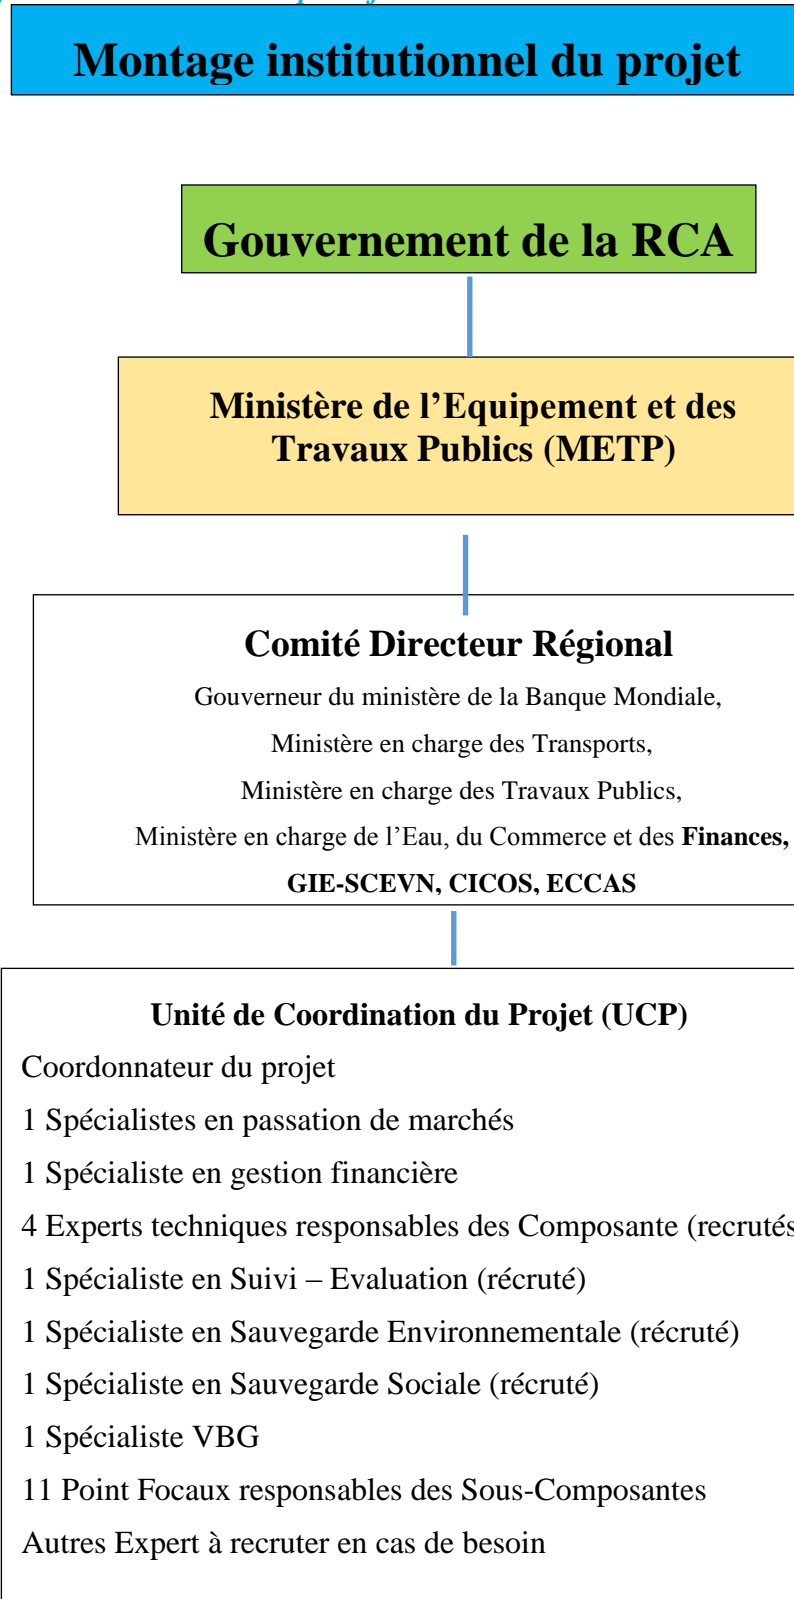 Montage institutionnel du projet
Gouvernement de la RCA
Ministère de l’Equipement et des
Travaux Publics (METP)
Comité Directeur Régional
Gouverneur du ministère de la Banque Mondiale,
Ministère en charge des Transports,
Ministère en charge des Travaux Publics,
Ministère en charge de l’Eau, du Commerce et des Finances,
GIE-SCEVN, CICOS, ECCAS
Unité de Coordination du Projet (UCP)
Coordonnateur du projet
1 Spécialistes en passation de marchés
1 Spécialiste en gestion financière
4 Experts techniques responsables des Composante (recrutés
1 Spécialiste en Suivi – Evaluation (récruté)
1 Spécialiste en Sauvegarde Environnementale (récruté)
1 Spécialiste en Sauvegarde Sociale (récruté)
1 Spécialiste VBG
11 Point Focaux responsables des Sous-Composantes
Autres Expert à recruter en cas de besoin